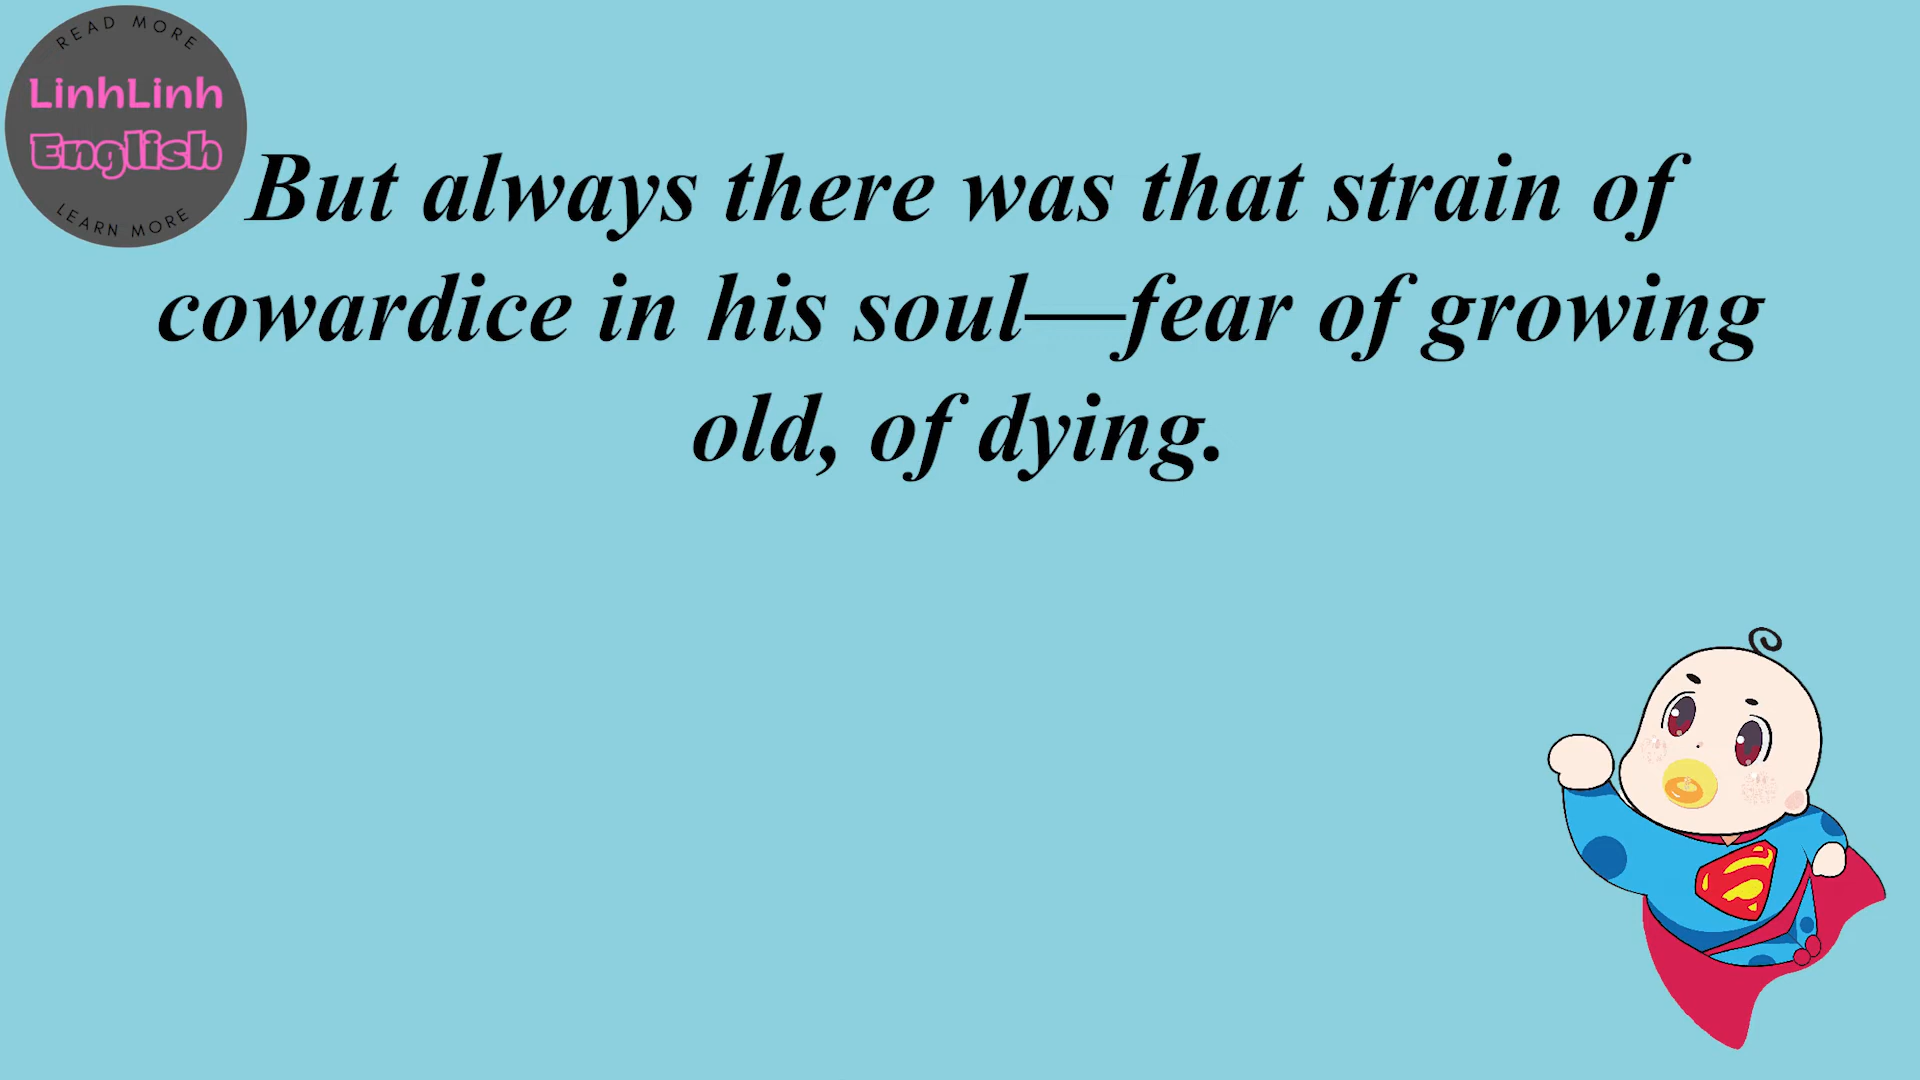 READ MORE
LinhLinh
English
LEARN MORE
But always there was that strain of
cowardice in his soul—fear of growing
old, of dying.